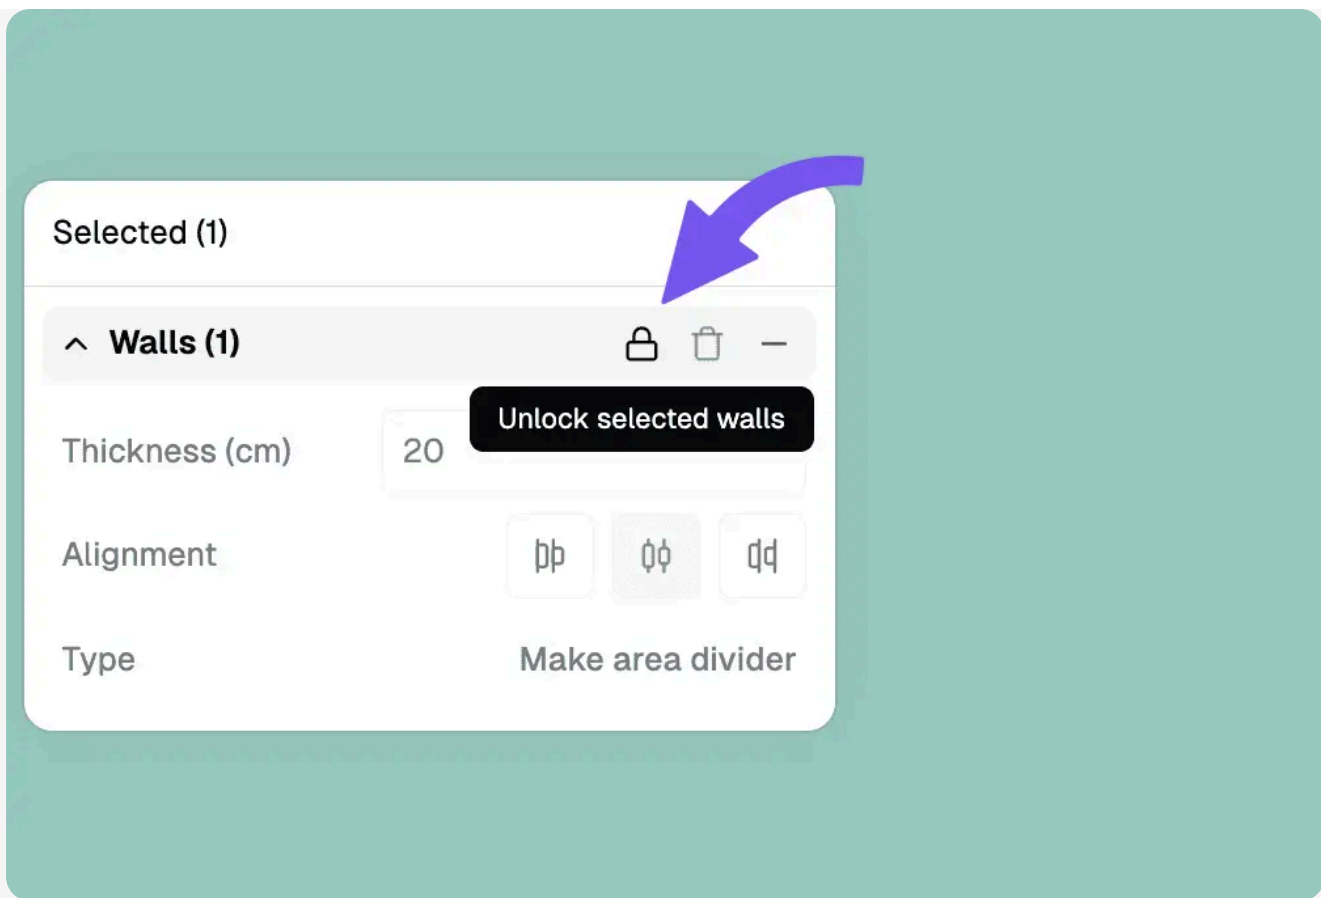 Selected (1)
Walls (1)
Unlock selected walls
Thickness (cm)
20
Alignment
Type
Make area divider